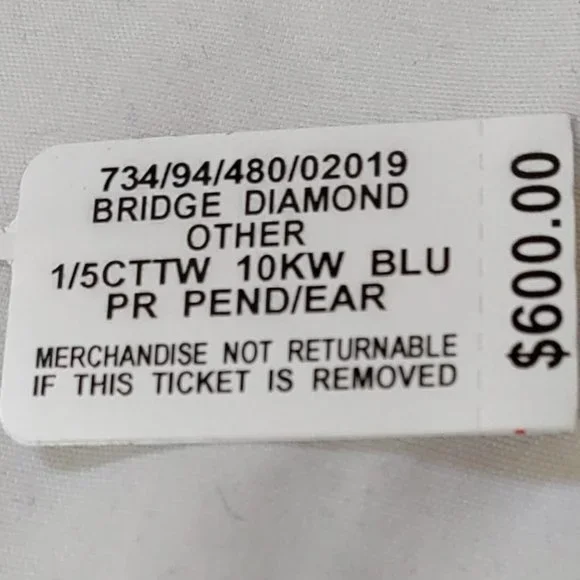 734/94/480/02019
BRIDGE DIAMOND
OTHER
1/5CTTW 10KW BLU
PR PEND/EAR
MERCHANDISE NOT RETURNABLE
IF THIS TICKET IS REMOVED
$600.00